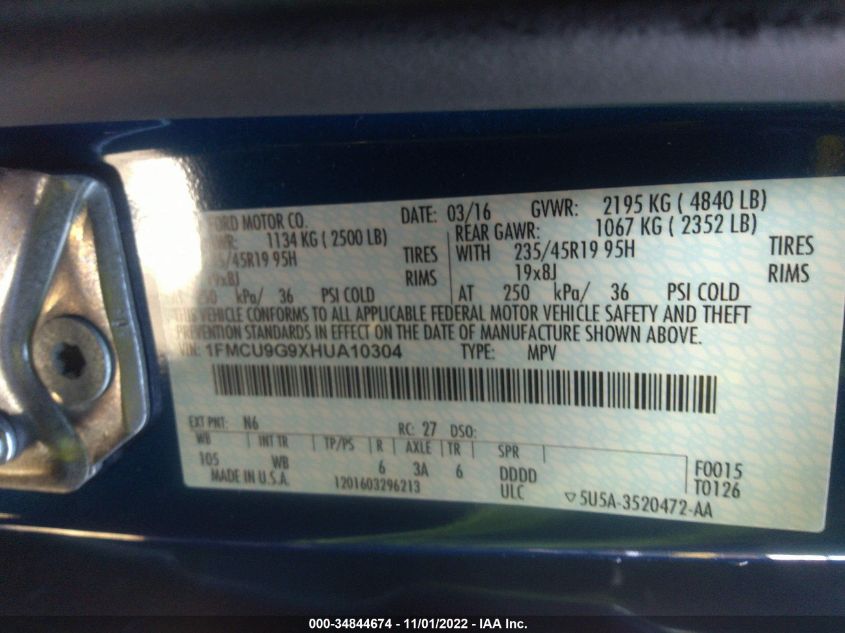 FORD MOTOR CO. DATE: 03/16 GVWR: 2195 KG ( 4840 LB)
1134 KG ( 2500 LB) REAR GAWR: 1067 KG ( 2352 LB)
/45R19 95H TIRES WITH 235/45R19 95H TIRES
19x8J RIMS 19x8J RIMS
AT 250 kPa/ 36 PSI COLD AT 250 kPa/ 36 PSI COLD
THIS VEHICLE CONFORMS TO ALL APPLICABLE FEDERAL MOTOR VEHICLE SAFETY AND THEFT
PREVENTION STANDARDS IN EFFECT ON THE DATE OF MANUFACTURE SHOWN ABOVE.
VIN: 1FMCU9G9XHUA10304 TYPE: MPV
EXT PNT: N6 RC: 27 DSO:
WB INT TR TP/PS R AXLE TR SPR
105 WB 6 3A 6 DDDD F0015
MADE IN U.S.A. 1201603296213 ULC T0126
▽5U5A-3520472-AA
000-34844674 - 11/01/2022 - IAA Inc.